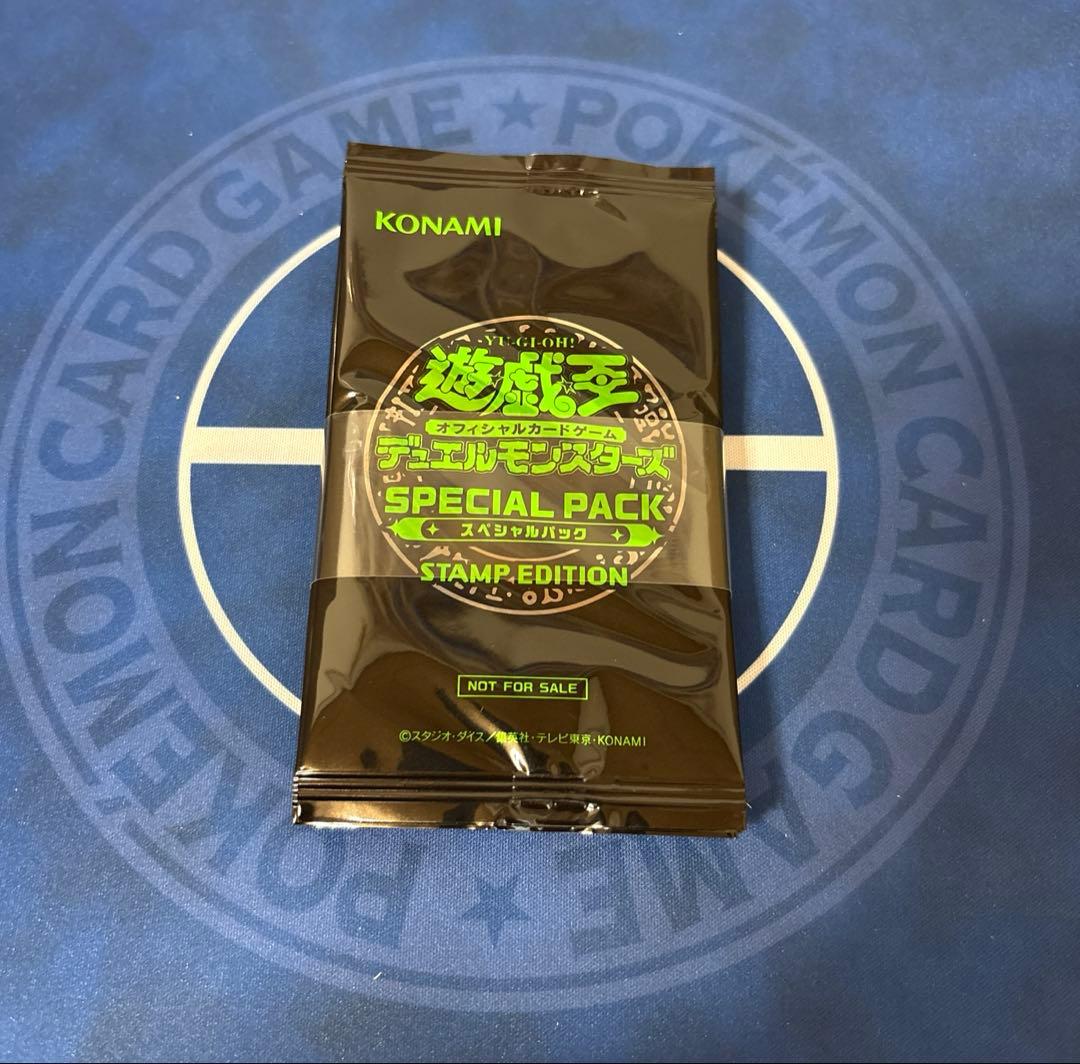 POKÉMON CARD GAME ★ POKÉMON CARD GAME ★
KONAMI
YU-GI-OH!
遊☆戯☆王
オフィシャルカードゲーム
デュエルモンスターズ
SPECIAL PACK
スペシャルパック
STAMP EDITION
NOT FOR SALE
©スタジオ・ダイス/集英社・テレビ東京・KONAMI